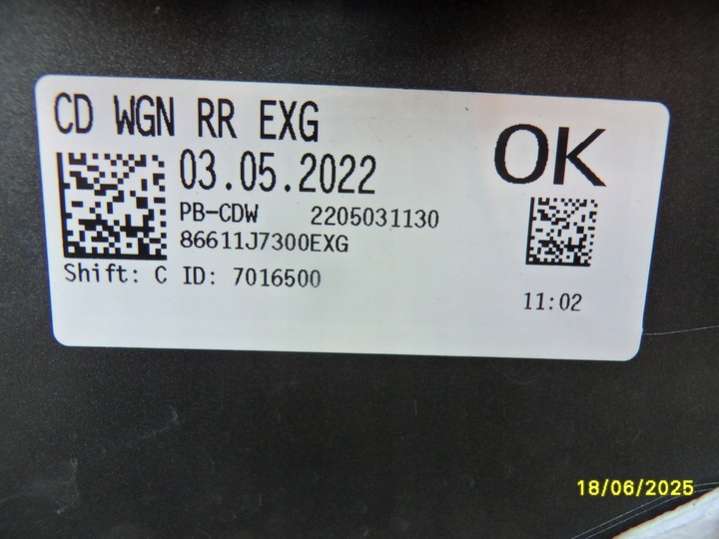 CD WGN RR EXG
OK
03.05.2022
PB-CDW 2205031130
86611J7300EXG
Shift: C ID: 7016500
11:02
18/06/2025